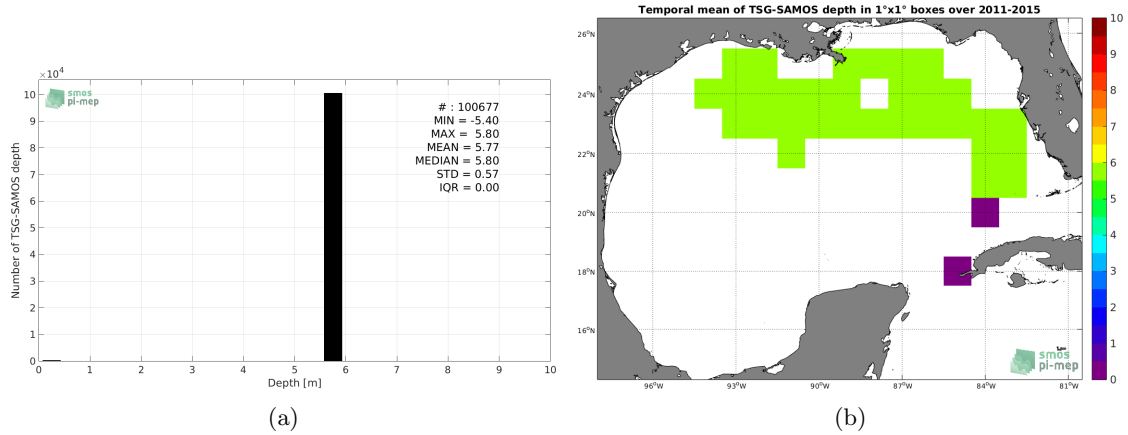 ×10⁴
smos
pi-mep
# : 100677
MIN = -5.40
MAX = 5.80
MEAN = 5.77
MEDIAN = 5.80
STD = 0.57
IQR = 0.00
Number of TSG-SAMOS depth
10
9
8
7
6
5
4
3
2
1
0
0 1 2 3 4 5 6 7 8 9 10
Depth [m]
(a)
Temporal mean of TSG-SAMOS depth in 1°x1° boxes over 2011-2015
26°N
24°N
22°N
20°N
18°N
16°N
96°W 93°W 90°W 87°W 84°W 81°W
smos
pi-mep
10
9
8
7
6
5
4
3
2
1
0
(b)